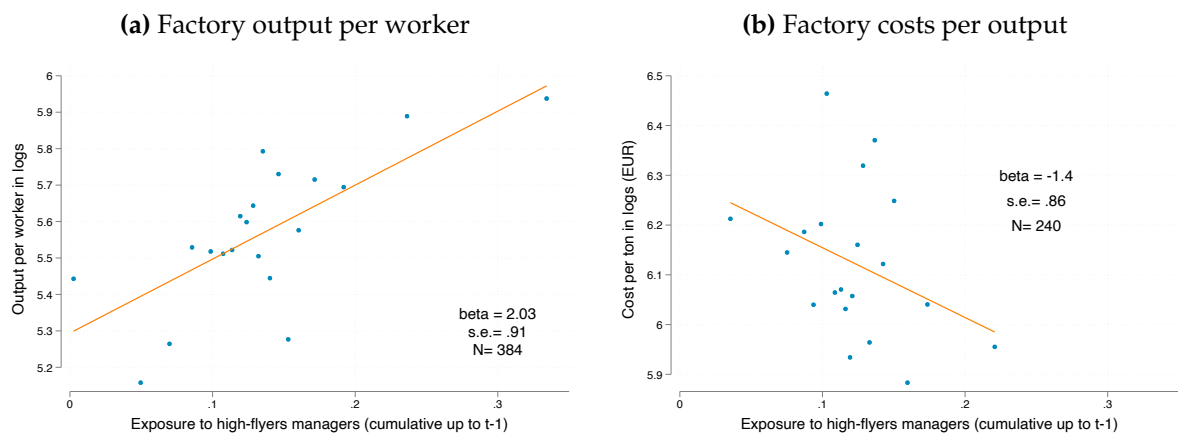 (a) Factory output per worker
Output per worker in logs
6
5.9
5.8
5.7
5.6
5.5
5.4
5.3
5.2
beta = 2.03
s.e.= .91
N= 384
0
.1
.2
.3
Exposure to high-flyers managers (cumulative up to t-1)
(b) Factory costs per output
Cost per ton in logs (EUR)
6.5
6.4
6.3
6.2
6.1
6
5.9
beta = -1.4
s.e. = .86
N= 240
0
.1
.2
.3
Exposure to high-flyers managers (cumulative up to t-1)